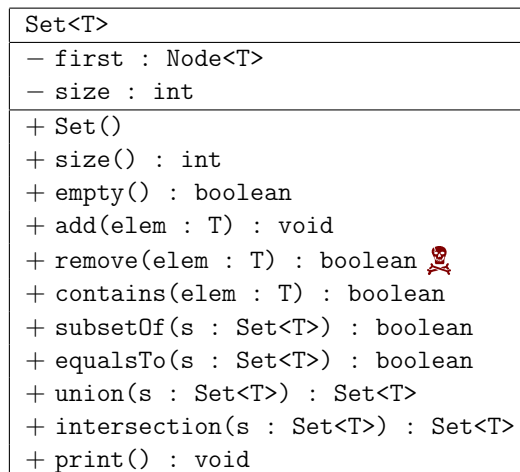 Set<T>
− first : Node<T>
− size : int
+ Set()
+ size() : int
+ empty() : boolean
+ add(elem : T) : void
+ remove(elem : T) : boolean
+ contains(elem : T) : boolean
+ subsetOf(s : Set<T>) : boolean
+ equalsTo(s : Set<T>) : boolean
+ union(s : Set<T>) : Set<T>
+ intersection(s : Set<T>) : Set<T>
+ print() : void